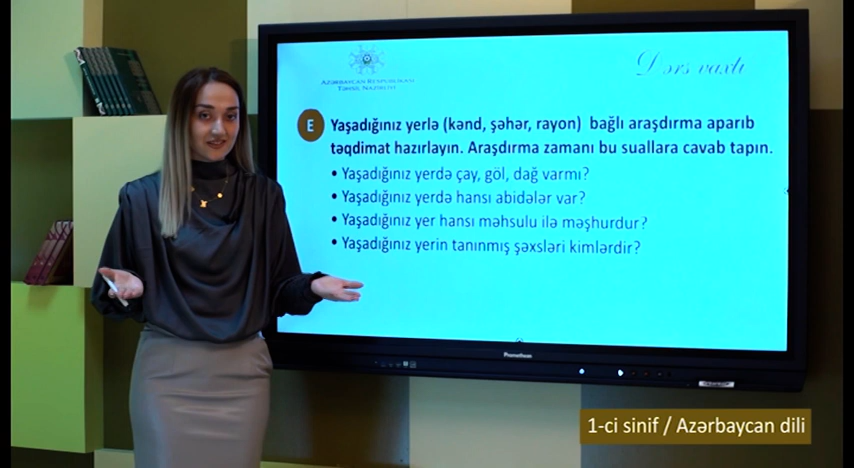 AZƏRBAYCAN RESPUBLİKASI
TƏHSİL NAZİRLİYİ
Dərs vaxtı
E
Yaşadığınız yerlə (kənd, şəhər, rayon) bağlı araşdırma aparıb
təqdimat hazırlayın. Araşdırma zamanı bu suallara cavab tapın.
• Yaşadığınız yerdə çay, göl, dağ varmı?
• Yaşadığınız yerdə hansı abidələr var?
• Yaşadığınız yer hansı məhsulu ilə məşhurdur?
• Yaşadığınız yerin tanınmış şəxsləri kimlərdir?
Promethean
1-ci sinif / Azərbaycan dili